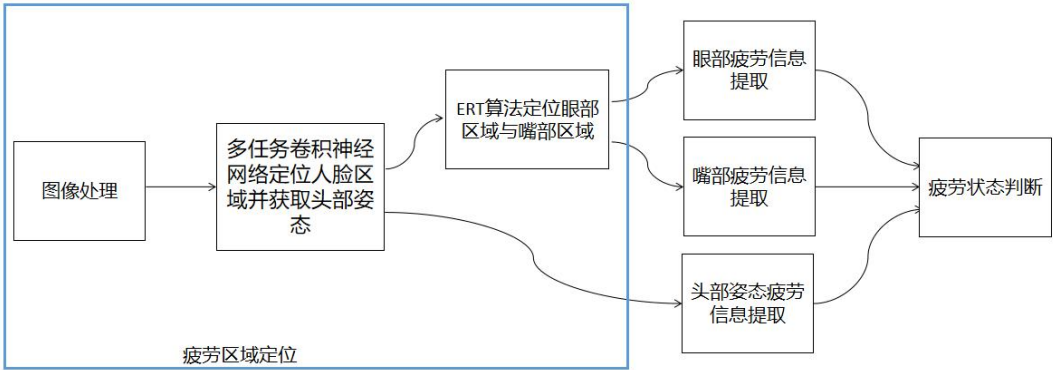 图像处理
多任务卷积神经
网络定位人脸区
域并获取头部姿
态
ERT算法定位眼部
区域与嘴部区域
疲劳区域定位
眼部疲劳信息
提取
嘴部疲劳信息
提取
头部姿态疲劳
信息提取
疲劳状态判断